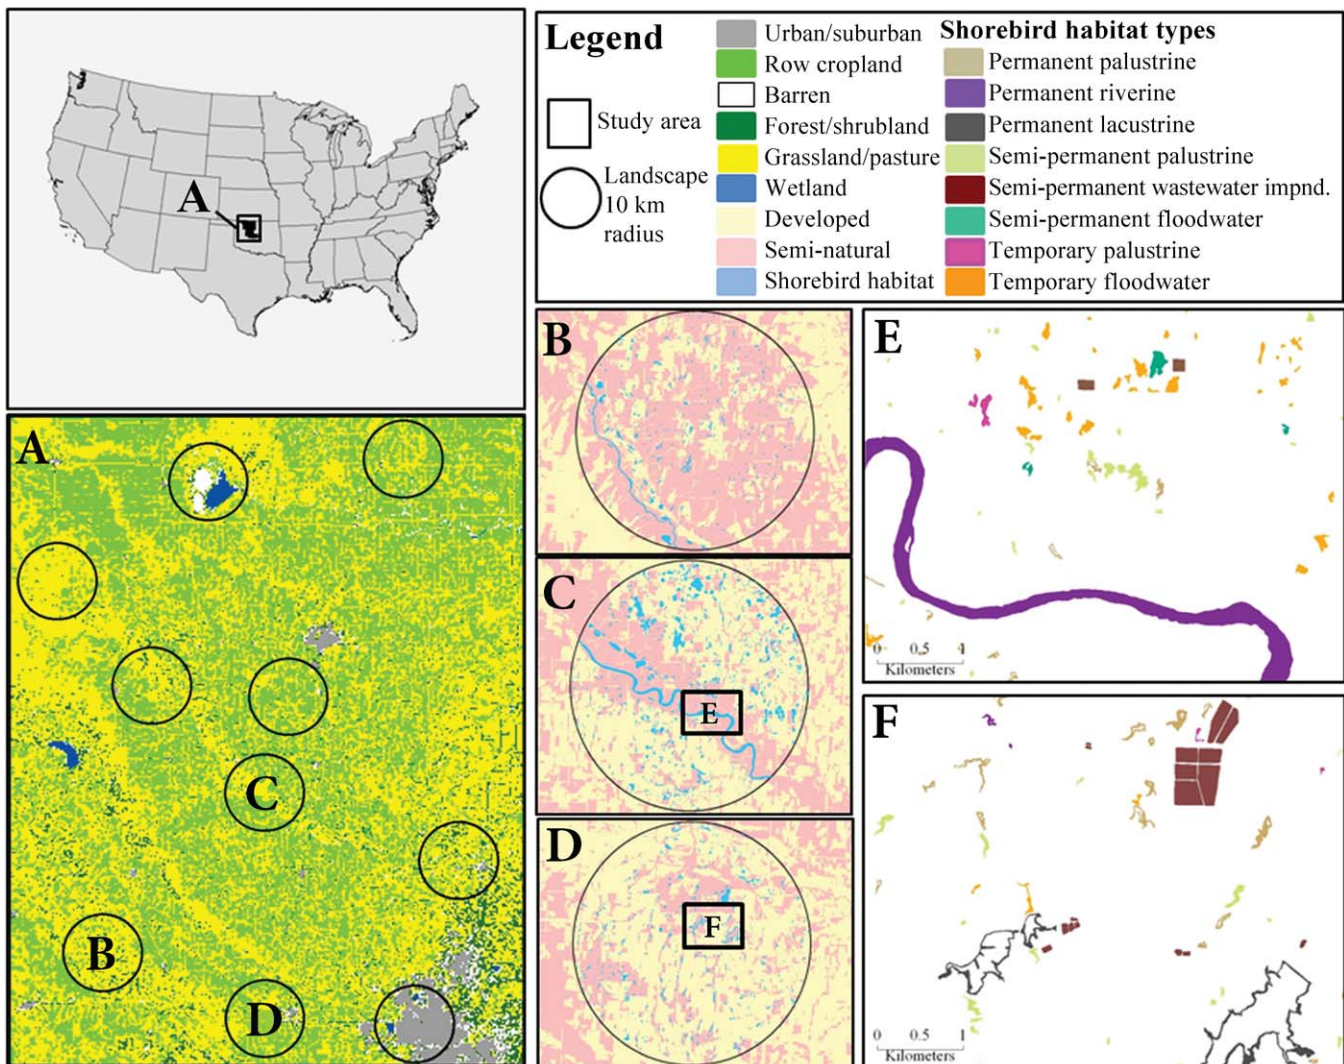 A
Legend
Study area
Landscape
10 km
radius
Urban/suburban
Row cropland
Barren
Forest/shrubland
Grassland/pasture
Wetland
Developed
Semi-natural
Shorebird habitat
Shorebird habitat types
Permanent palustrine
Permanent riverine
Permanent lacustrine
Semi-permanent palustrine
Semi-permanent wastewater impnd.
Semi-permanent floodwater
Temporary palustrine
Temporary floodwater
A
C
B
D
B
C
E
D
F
E
0 0.5 1
Kilometers
F
0 0.5 1
Kilometers